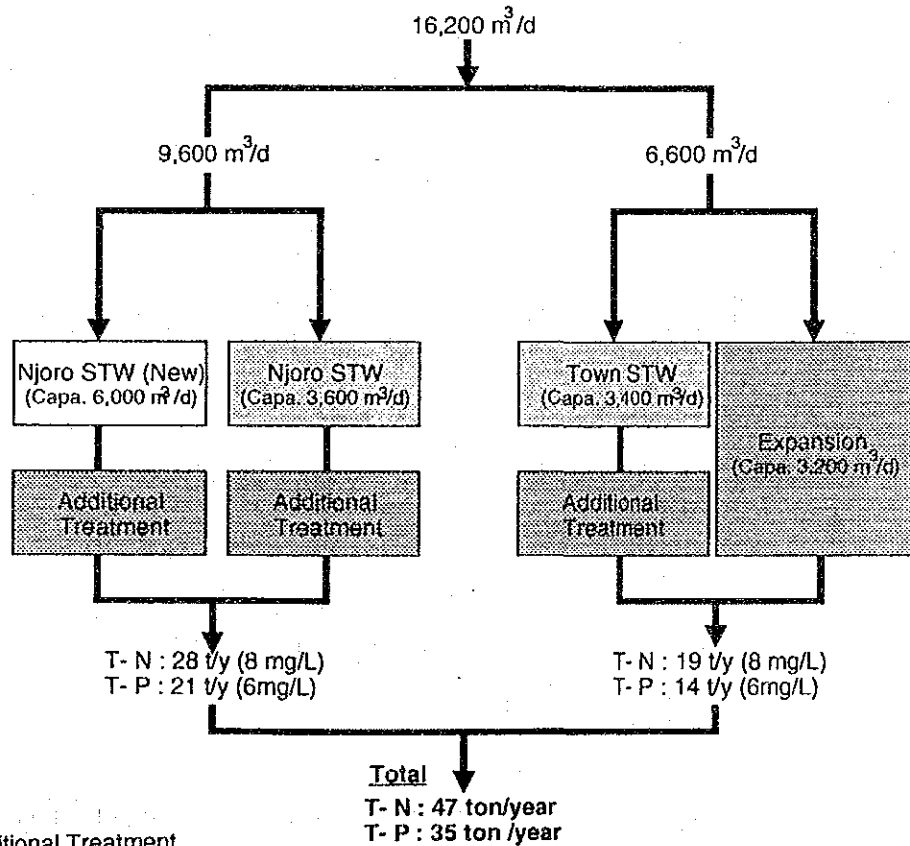 16,200 m³/d
9,600 m³/d
6,600 m³/d
Njoro STW (New)
(Capa. 6,000 m³/d)
Njoro STW
(Capa. 3,600 m³/d)
Town STW
(Capa. 3,400 m³/d)
Expansion
(Capa. 3,200 m³/d)
Additional
Treatment
Additional
Treatment
Additional
Treatment
T- N : 28 t/y (8 mg/L)
T- P : 21 t/y (6mg/L)
T- N : 19 t/y (8 mg/L)
T- P : 14 t/y (6mg/L)
Total
T- N : 47 ton/year
T- P : 35 ton /year
itional Treatment